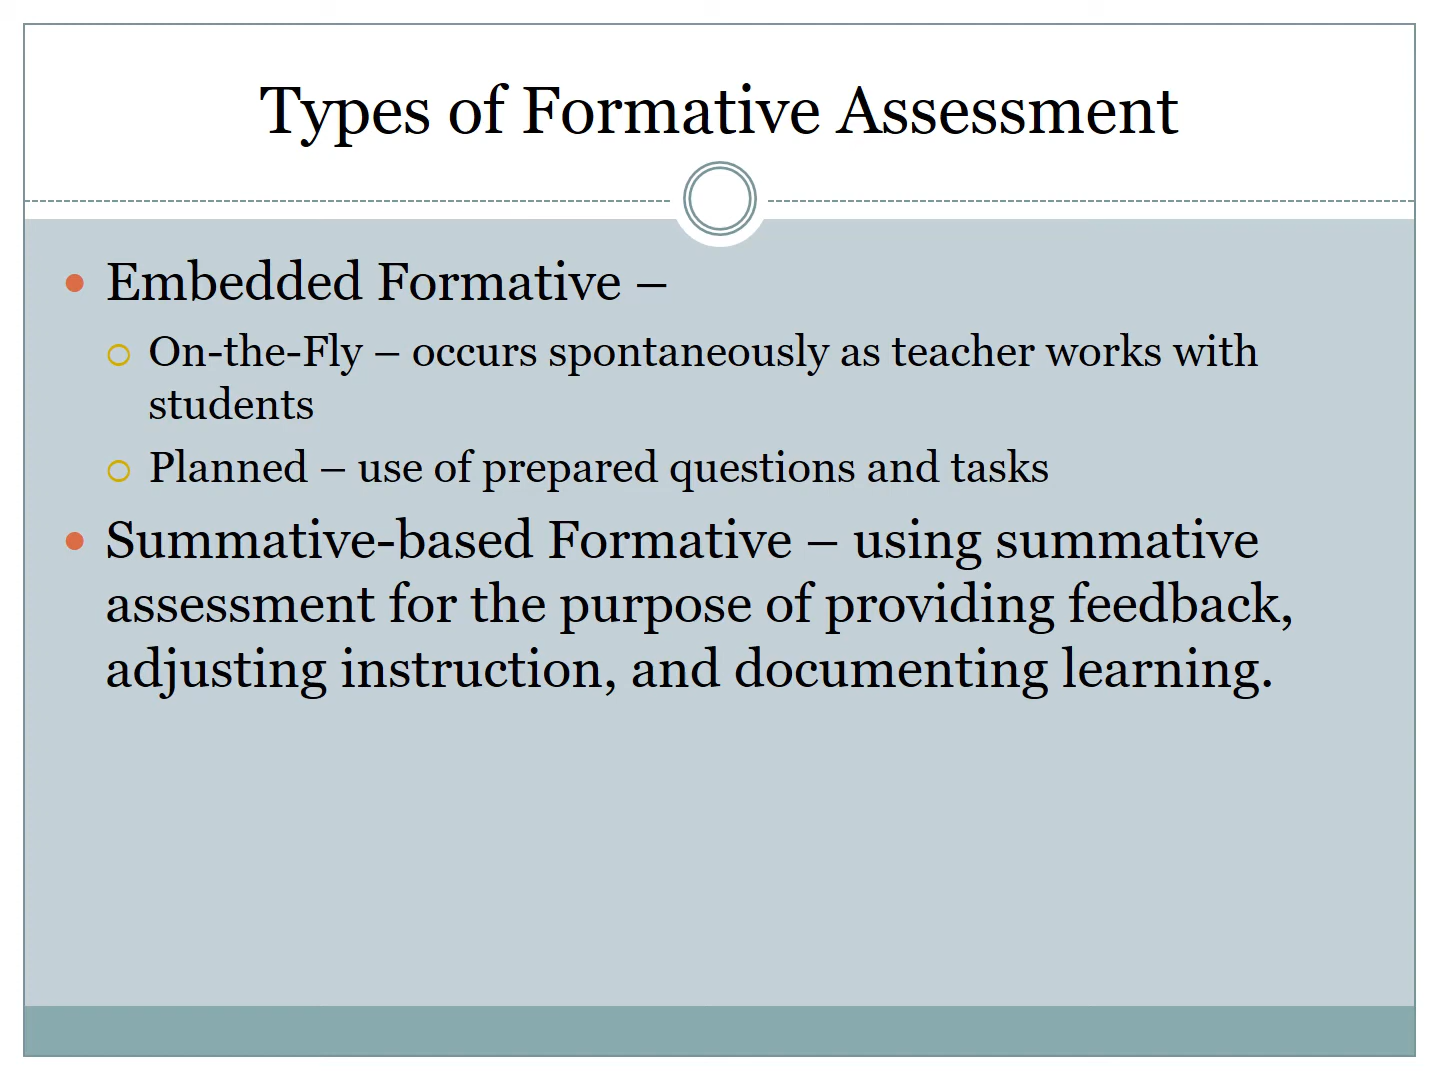 Types of Formative Assessment
• Embedded Formative –
○ On-the-Fly – occurs spontaneously as teacher works with
students
○ Planned – use of prepared questions and tasks
• Summative-based Formative – using summative
assessment for the purpose of providing feedback,
adjusting instruction, and documenting learning.